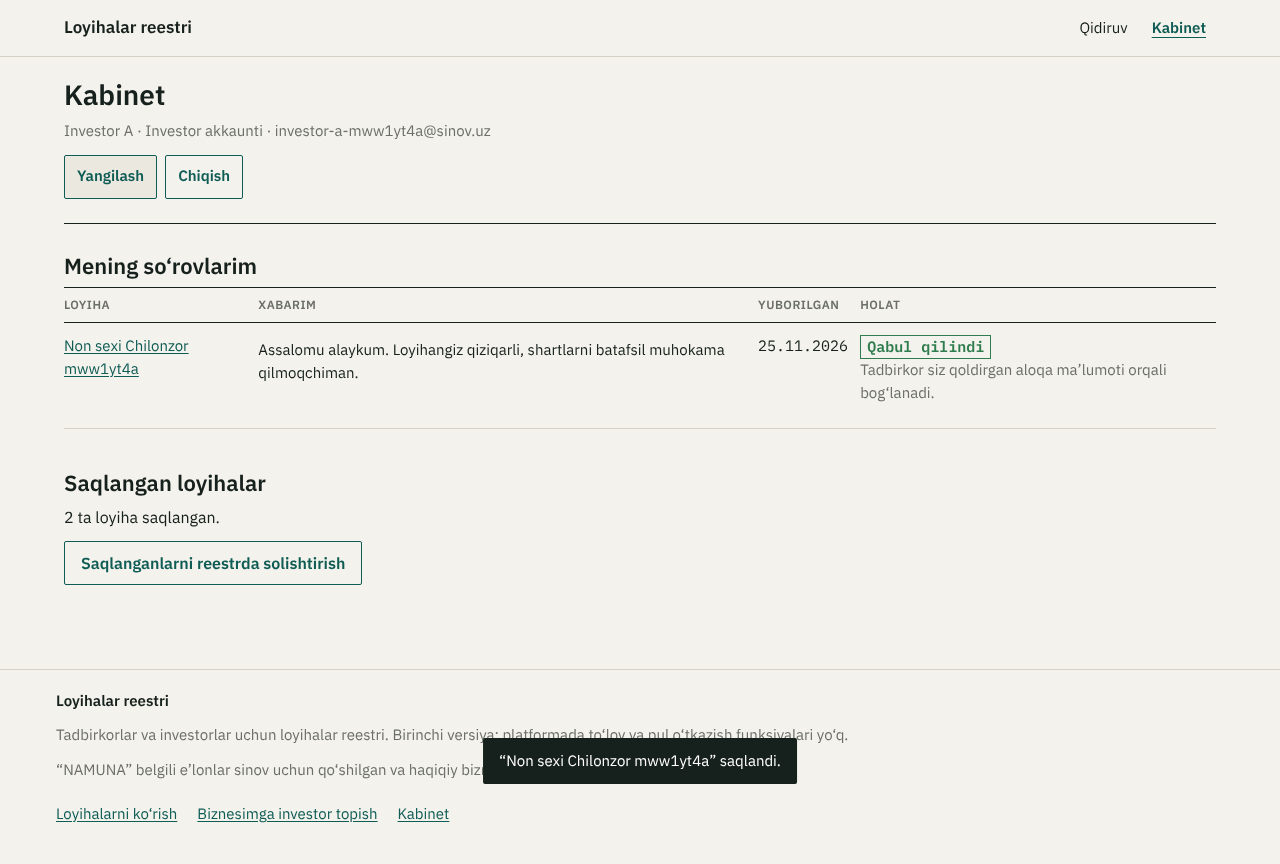 Loyihalar reestri
Qidiruv
Kabinet
Kabinet
Investor A · Investor akkaunti · investor-a-mww1yt4a@sinov.uz
Yangilash
Chiqish
Mening so‘rovlarim
LOYIHA
XABARIM
YUBORILGAN
HOLAT
Non sexi Chilonzor
mww1yt4a
Assalomu alaykum. Loyihangiz qiziqarli, shartlarni batafsil muhokama
qilmoqchiman.
25.11.2026
Qabul qilindi
Tadbirkor siz qoldirgan aloqa ma’lumoti orqali
bog‘lanadi.
Saqlangan loyihalar
2 ta loyiha saqlangan.
Saqlanganlarni reestrda solishtirish
Loyihalar reestri
Tadbirkorlar va investorlar uchun loyihalar reestri. Birinchi versiya: platformada to‘lov va pul o‘tkazish funksiyalari yo‘q.
“NAMUNA” belgili e’lonlar sinov uchun qo‘shilgan va haqiqiy
“Non sexi Chilonzor mww1yt4a” saqlandi.
Loyihalarni ko‘rish
Biznesimga investor topish
Kabinet